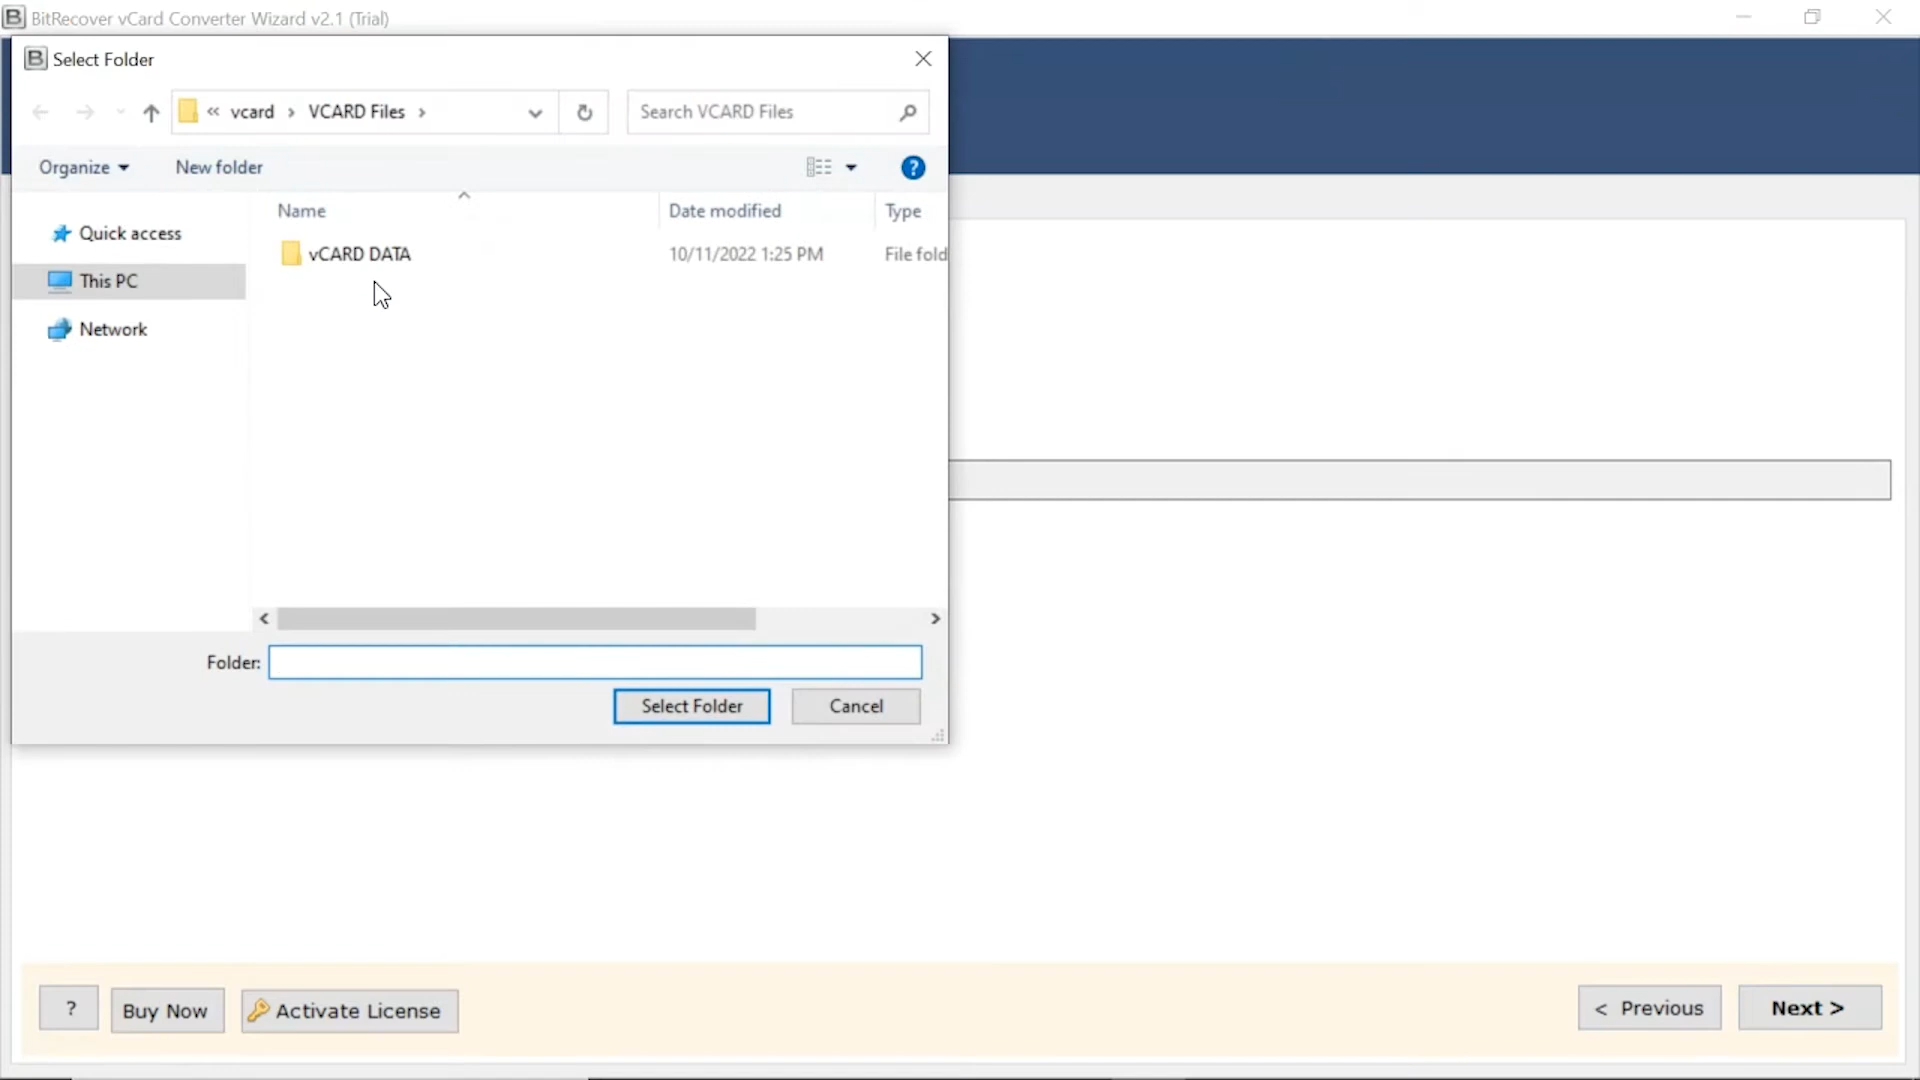 BitRecover vCard Converter Wizard v2.1 (Trial)
Select Folder
« vcard › VCARD Files ›
Search VCARD Files
Organize
New folder
?
Name
Date modified
Type
Quick access
vCARD DATA
10/11/2022 1:25 PM
File fold
This PC
Network
Folder:
Select Folder
Cancel
?
Buy Now
Activate License
< Previous
Next >